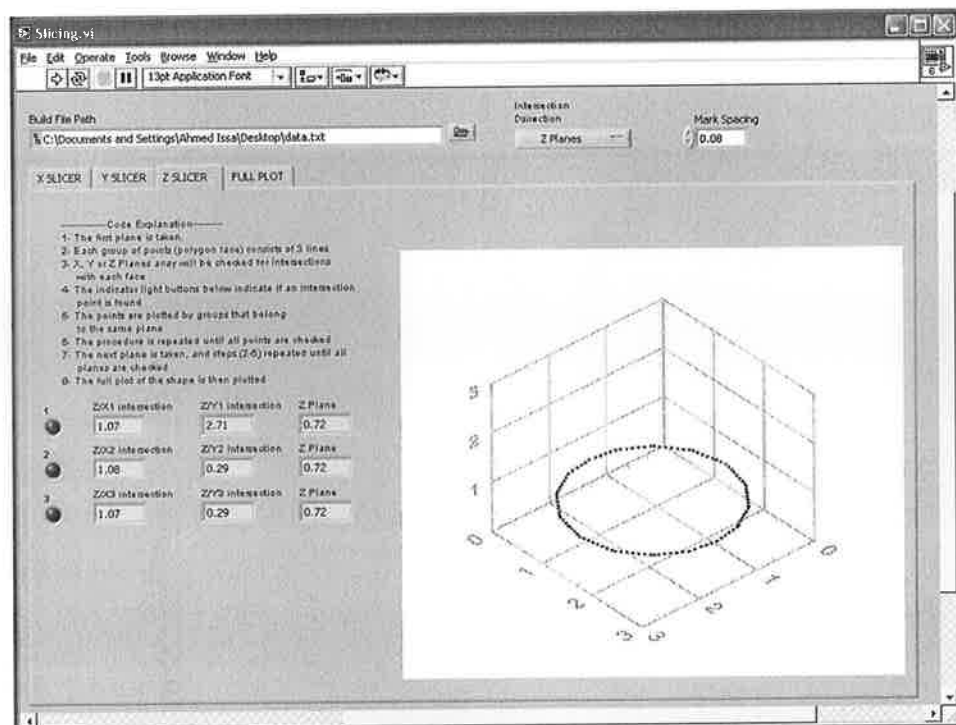 Slicing.vi
File Edit Operate Tools Browse Window Help
13pt Application Font
6
Intersection
Build File Path
Mark Spacing
C:\Documents and Settings\Ahmed Issa\Desktop\data.txt
Z Planes
0.08
X SLICER Y SLICER Z SLICER FULL PLOT
----------Code Explanation-------
1- The first plane is taken,
2- Each group of points (polygon face) consists of 3 lines
3- X, Y or Z Planes array will be checked for intersections
with each face
4- The indicator light buttons below indicate if an intersection
point is found
5- The points are plotted by groups that belong
to the same plane
6- The procedure is repeated until all points are checked
7- The next plane is taken, and steps (2-6) repeated until all
planes are checked
8- The full plot of the shape is then plotted
Z/X1 intersection Z/Y1 intersection Z Plane
1
1.07 2.71 0.72
Z/X2 intersection Z/Y2 intersection Z Plane
2
1.08 0.29 0.72
Z/X3 intersection Z/Y3 intersection Z Plane
3
1.07 0.29 0.72
3
2
1
0 0
1 1
2 2
3 3